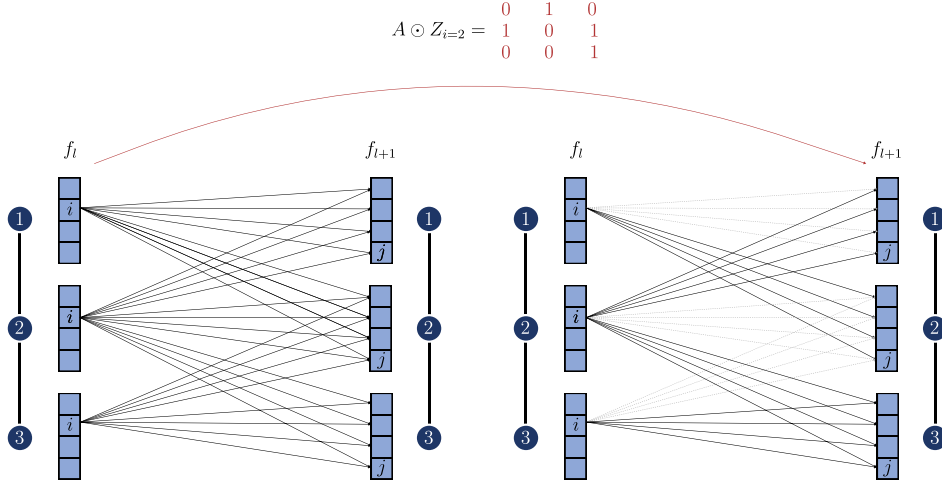 0 1 0
A ⊙ Z_{i=2} = 1 0 1
0 0 1
f_l f_{l+1} f_l f_{l+1}
i i
1 1 1 1
j j
i i
2 2 2 2
j j
i i
3 3 3 3
j j